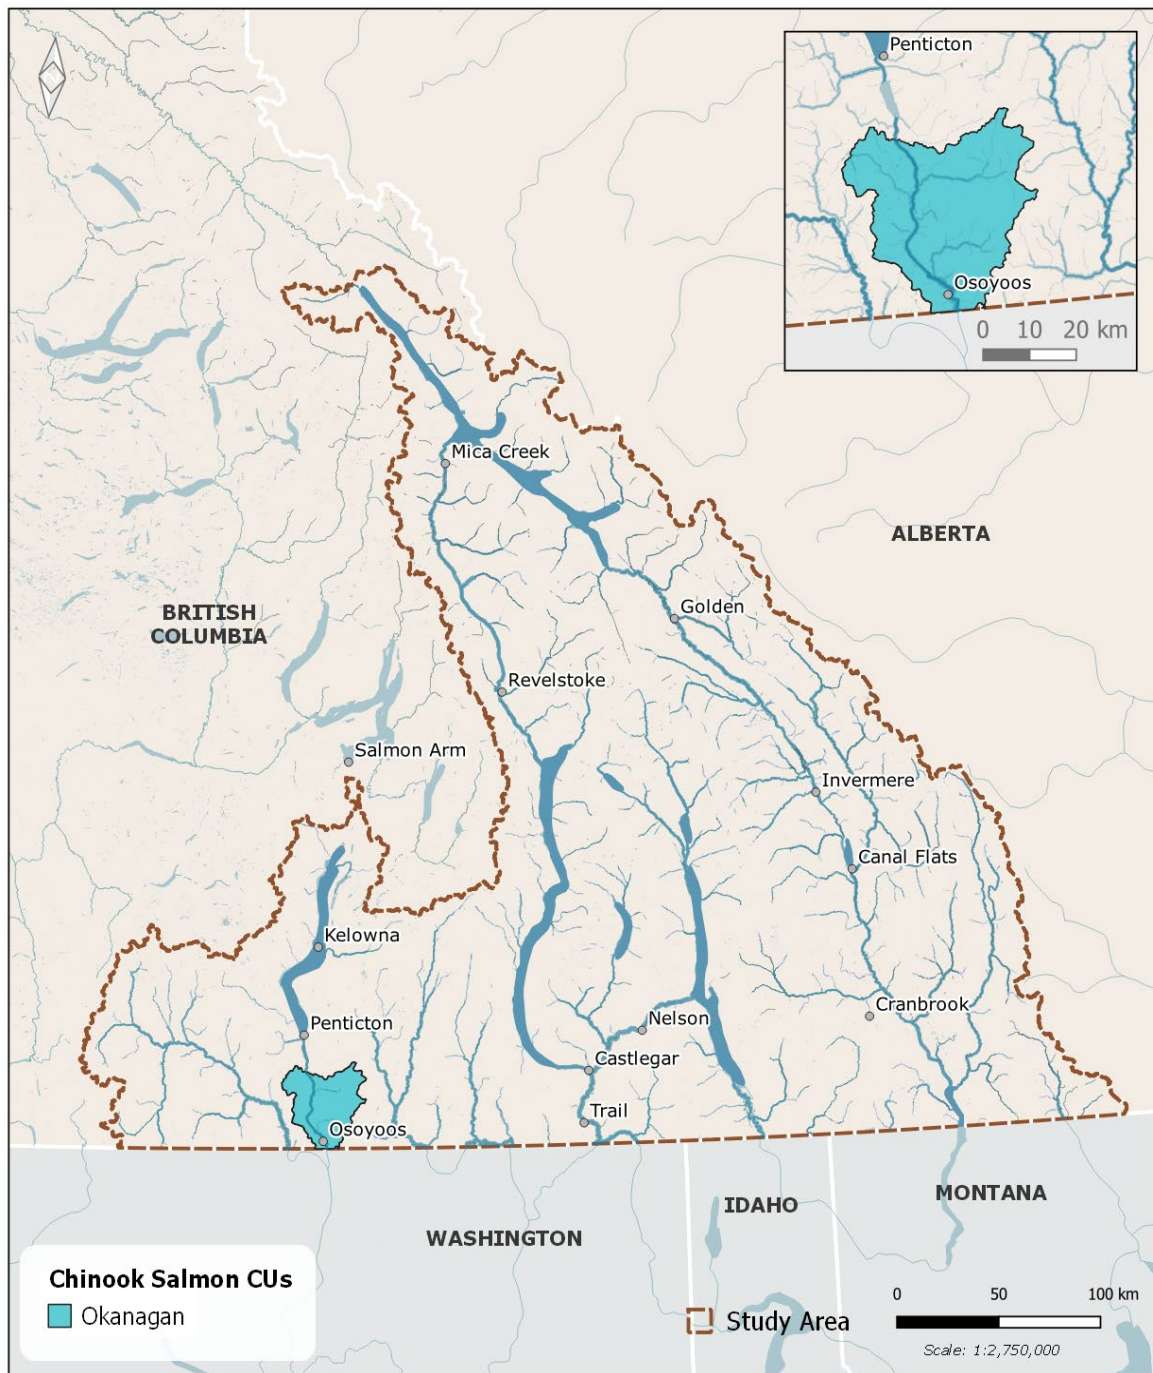 Penticton
Osoyoos
0 10 20 km
Mica Creek
ALBERTA
BRITISH
COLUMBIA
Golden
Revelstoke
Salmon Arm
Invermere
Canal Flats
Kelowna
Cranbrook
Penticton
Nelson
Castlegar
Trail
Osoyoos
MONTANA
IDAHO
WASHINGTON
Chinook Salmon CUs
Okanagan
Study Area
0 50 100 km
Scale: 1:2,750,000